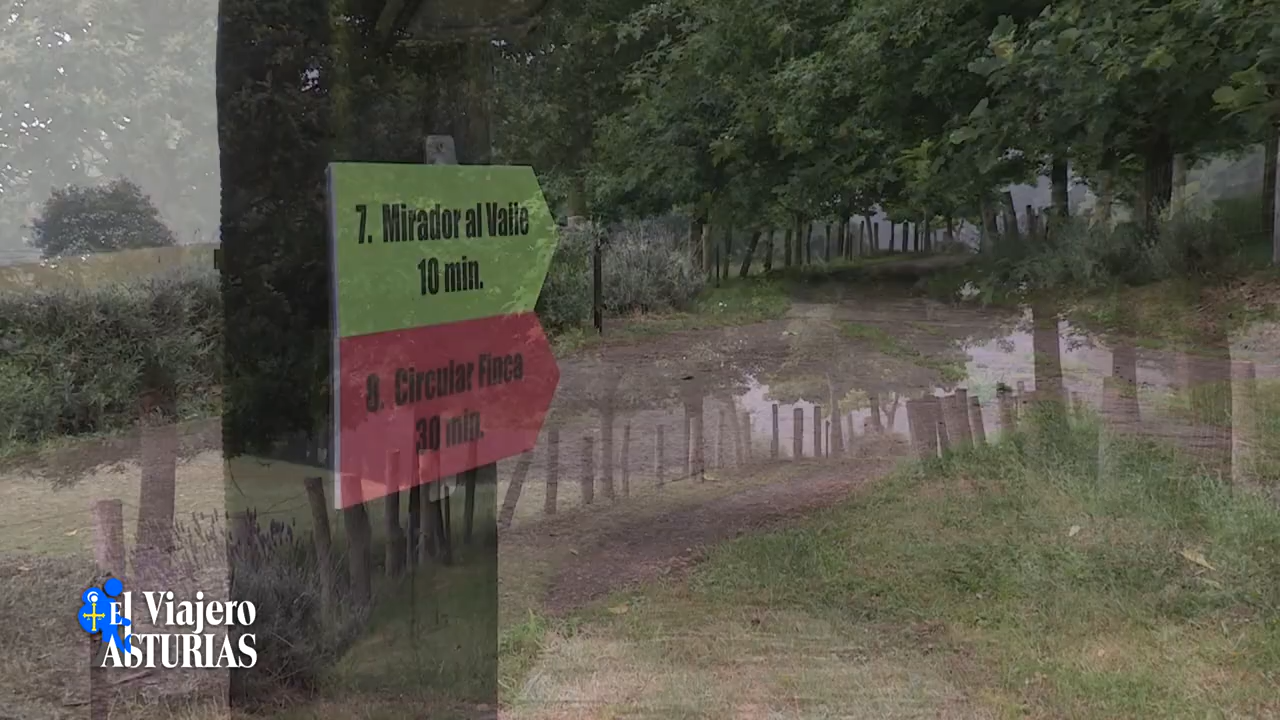 7. Mirador al Valle
10 min.
8. Circular Finca
30 min.
El Viajero
ASTURIAS